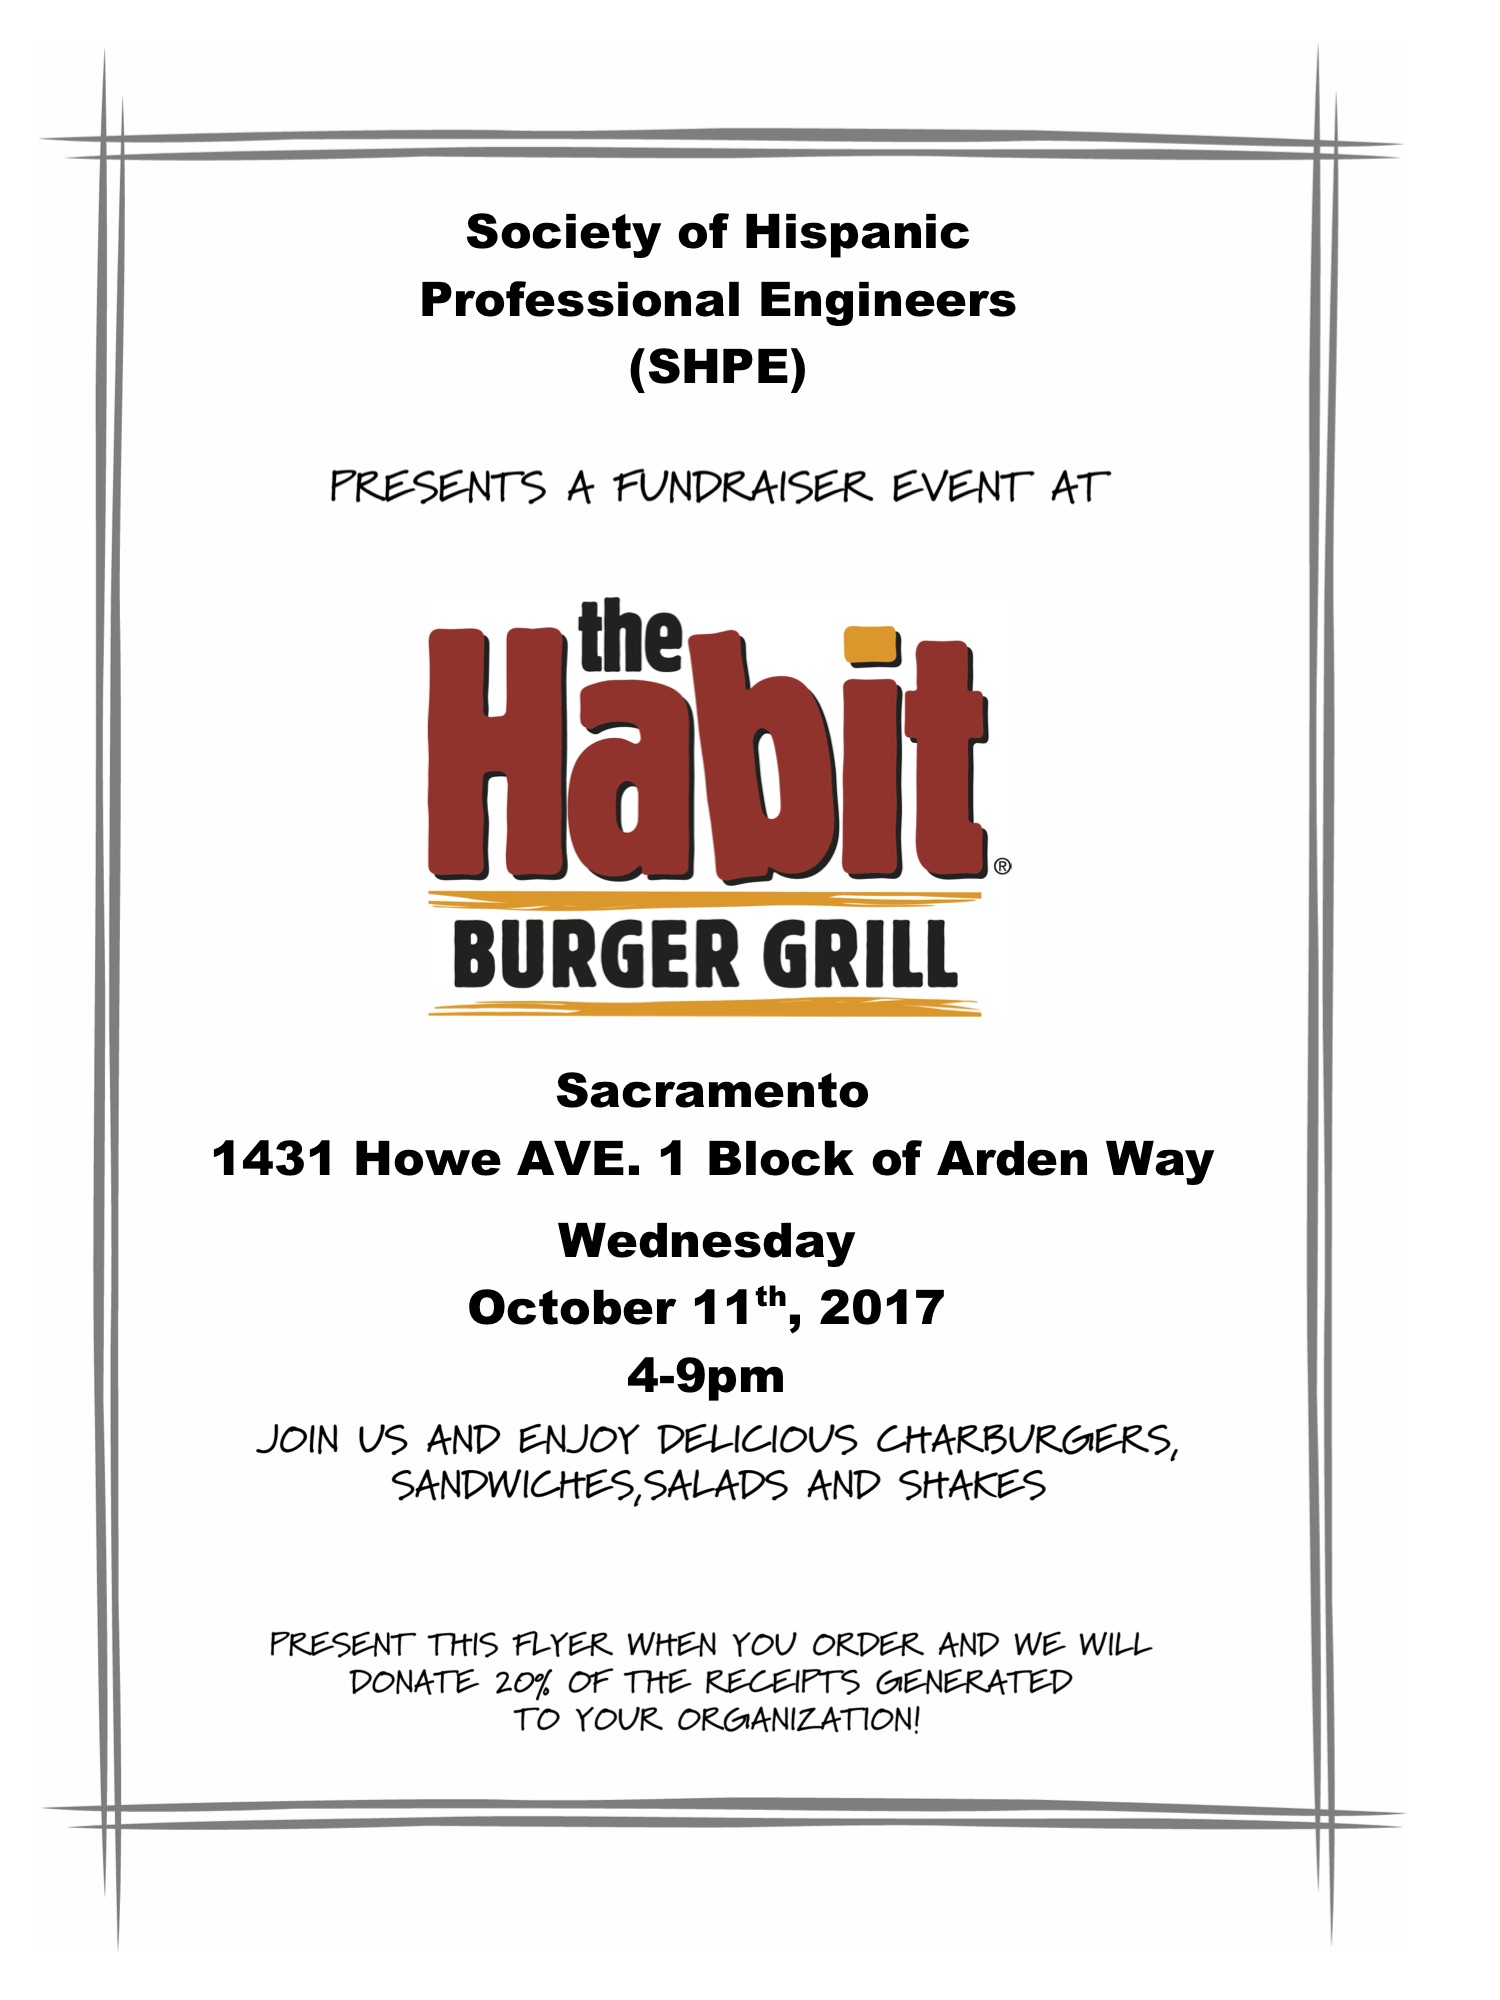 Society of Hispanic
Professional Engineers
(SHPE)
PRESENTS A FUNDRAISER EVENT AT
the
Habit®
BURGER GRILL
Sacramento
1431 Howe AVE. 1 Block of Arden Way
Wednesday
October 11th, 2017
4-9pm
JOIN US AND ENJOY DELICIOUS CHARBURGERS,
SANDWICHES,SALADS AND SHAKES
PRESENT THIS FLYER WHEN YOU ORDER AND WE WILL
DONATE 20% OF THE RECEIPTS GENERATED
TO YOUR ORGANIZATION!